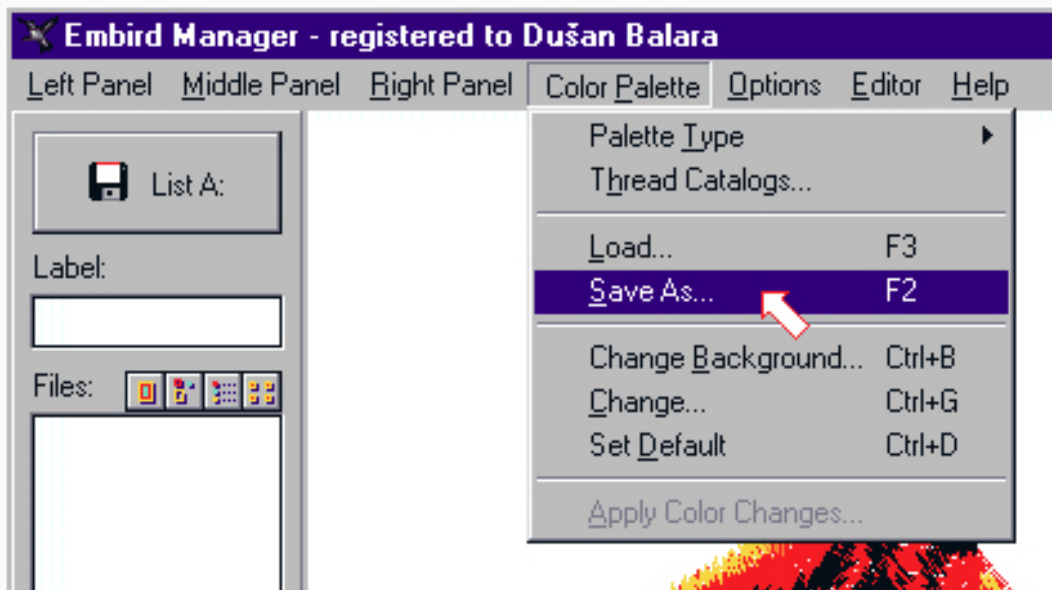 Embird Manager - registered to Dušan Balara
Left Panel Middle Panel Right Panel Color Palette Options Editor Help
List A:
Label:
Files:
Palette Type
Thread Catalogs...
Load... F3
Save As... F2
Change Background... Ctrl+B
Change... Ctrl+G
Set Default Ctrl+D
Apply Color Changes...